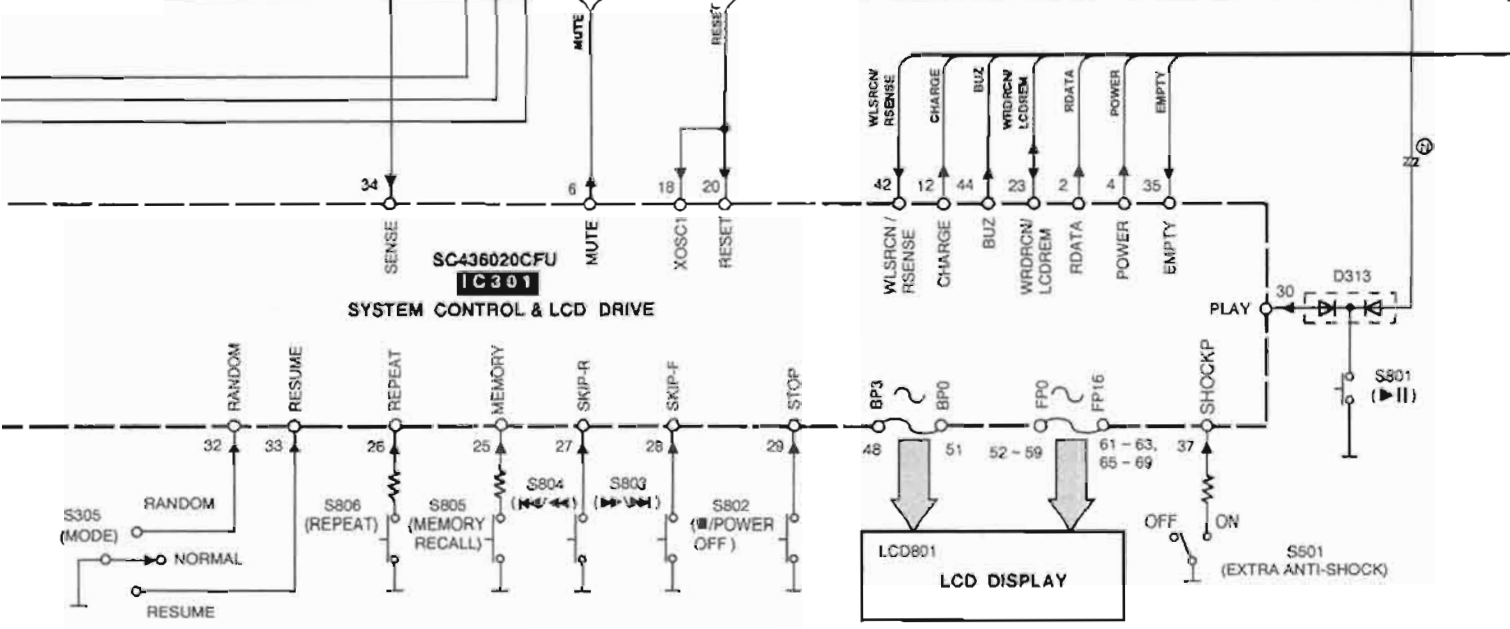 MUTE
RESET
WLSRCN/
RSENSE
CHARGE
BUZ
WRDRCN/
LCDREM
RDATA
POWER
EMPTY
34
6
18
20
42
12
44
23
2
4
35
SENSE
MUTE
XOSC1
RESET
WLSRCN /
RSENSE
CHARGE
BUZ
WRDRCN/
LCDREM
RDATA
POWER
EMPTY
SC436020CFU
IC301
SYSTEM CONTROL & LCD DRIVE
D313
PLAY
30
S801
(▶II)
RANDOM
RESUME
REPEAT
MEMORY
SKIP-R
SKIP-F
STOP
BP3
BP0
FP0
FP16
SHOCKP
32
33
26
25
27
28
29
48
51
52 – 59
61 – 63,
65 – 69
37
S305
(MODE)
RANDOM
NORMAL
RESUME
S806
(REPEAT)
S805
(MEMORY
RECALL)
S804
(⏮/◀◀)
S803
(▶▶/⏭)
S802
(■/POWER
OFF)
LCD801
LCD DISPLAY
OFF
ON
S501
(EXTRA ANTI-SHOCK)